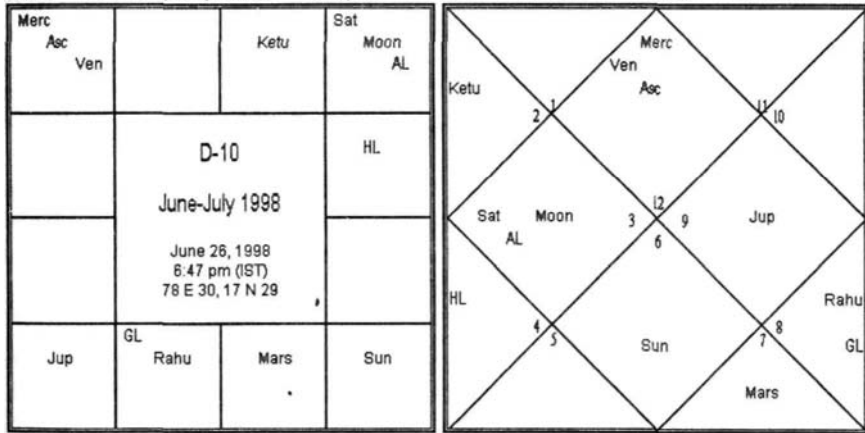 Merc
Asc
Ven
Ketu
Sat
Moon
AL
D-10
June-July 1998
June 26, 1998
6:47 pm (IST)
78 E 30, 17 N 29
HL
Jup
GL
Rahu
Mars
Sun
Merc
Ven
Asc
Ketu
1
2
11
10
Sat Moon
AL
12
3 9
6
Jup
HL
Rahu
GL
4
5
Sun
8
7
Mars